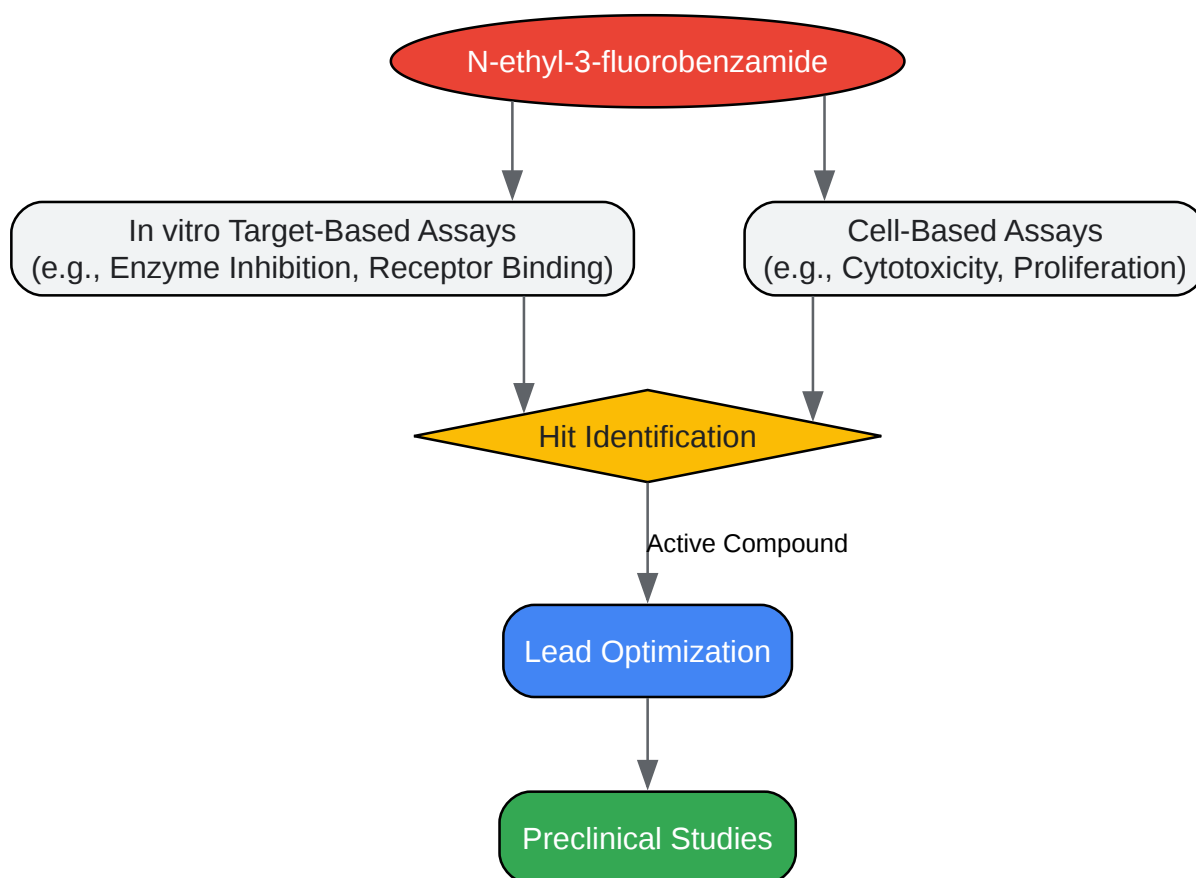 N-ethyl-3-fluorobenzamide
In vitro Target-Based Assays
(e.g., Enzyme Inhibition, Receptor Binding)
Cell-Based Assays
(e.g., Cytotoxicity, Proliferation)
Hit Identification
Active Compound
Lead Optimization
Preclinical Studies